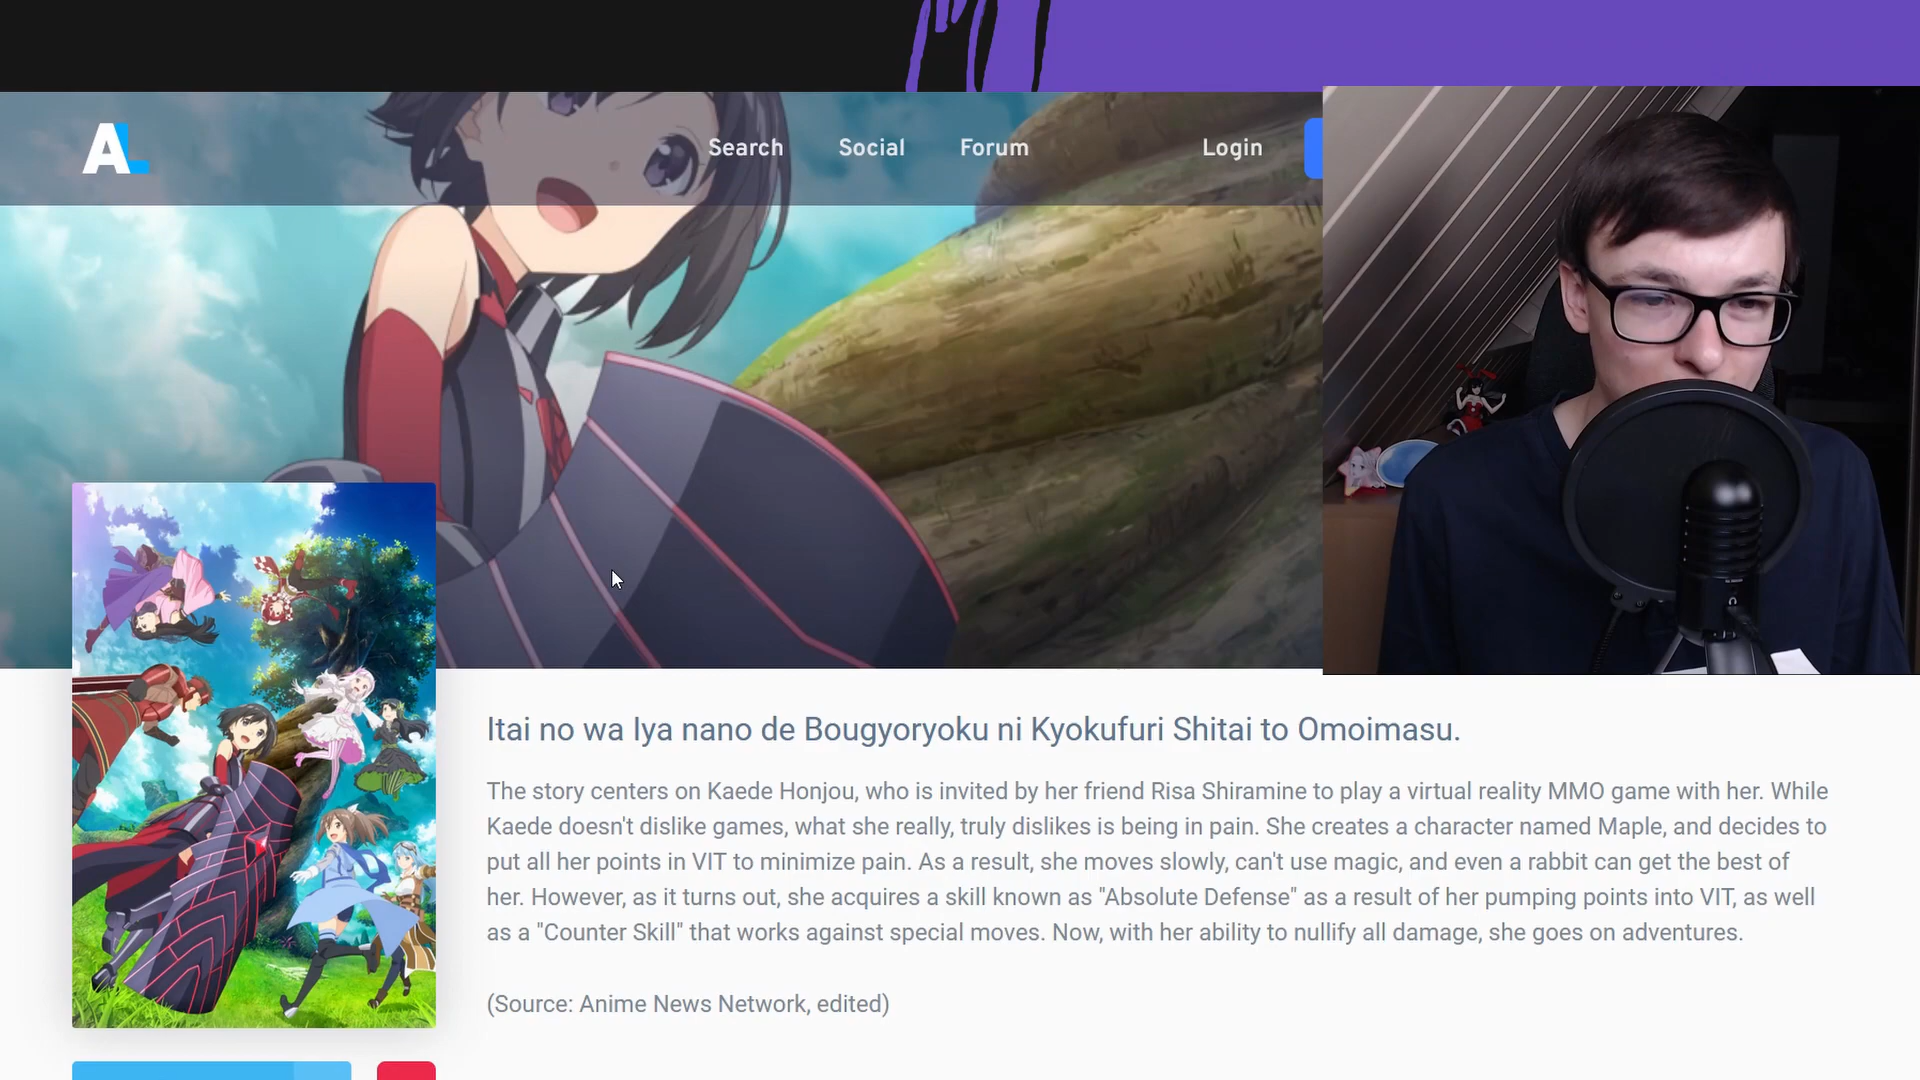 AL Search Social Forum Login
Itai no wa Iya nano de Bougyoryoku ni Kyokufuri Shitai to Omoimasu.
The story centers on Kaede Honjou, who is invited by her friend Risa Shiramine to play a virtual reality MMO game with her. While
Kaede doesn't dislike games, what she really, truly dislikes is being in pain. She creates a character named Maple, and decides to
put all her points in VIT to minimize pain. As a result, she moves slowly, can't use magic, and even a rabbit can get the best of
her. However, as it turns out, she acquires a skill known as "Absolute Defense" as a result of her pumping points into VIT, as well
as a "Counter Skill" that works against special moves. Now, with her ability to nullify all damage, she goes on adventures.
(Source: Anime News Network, edited)